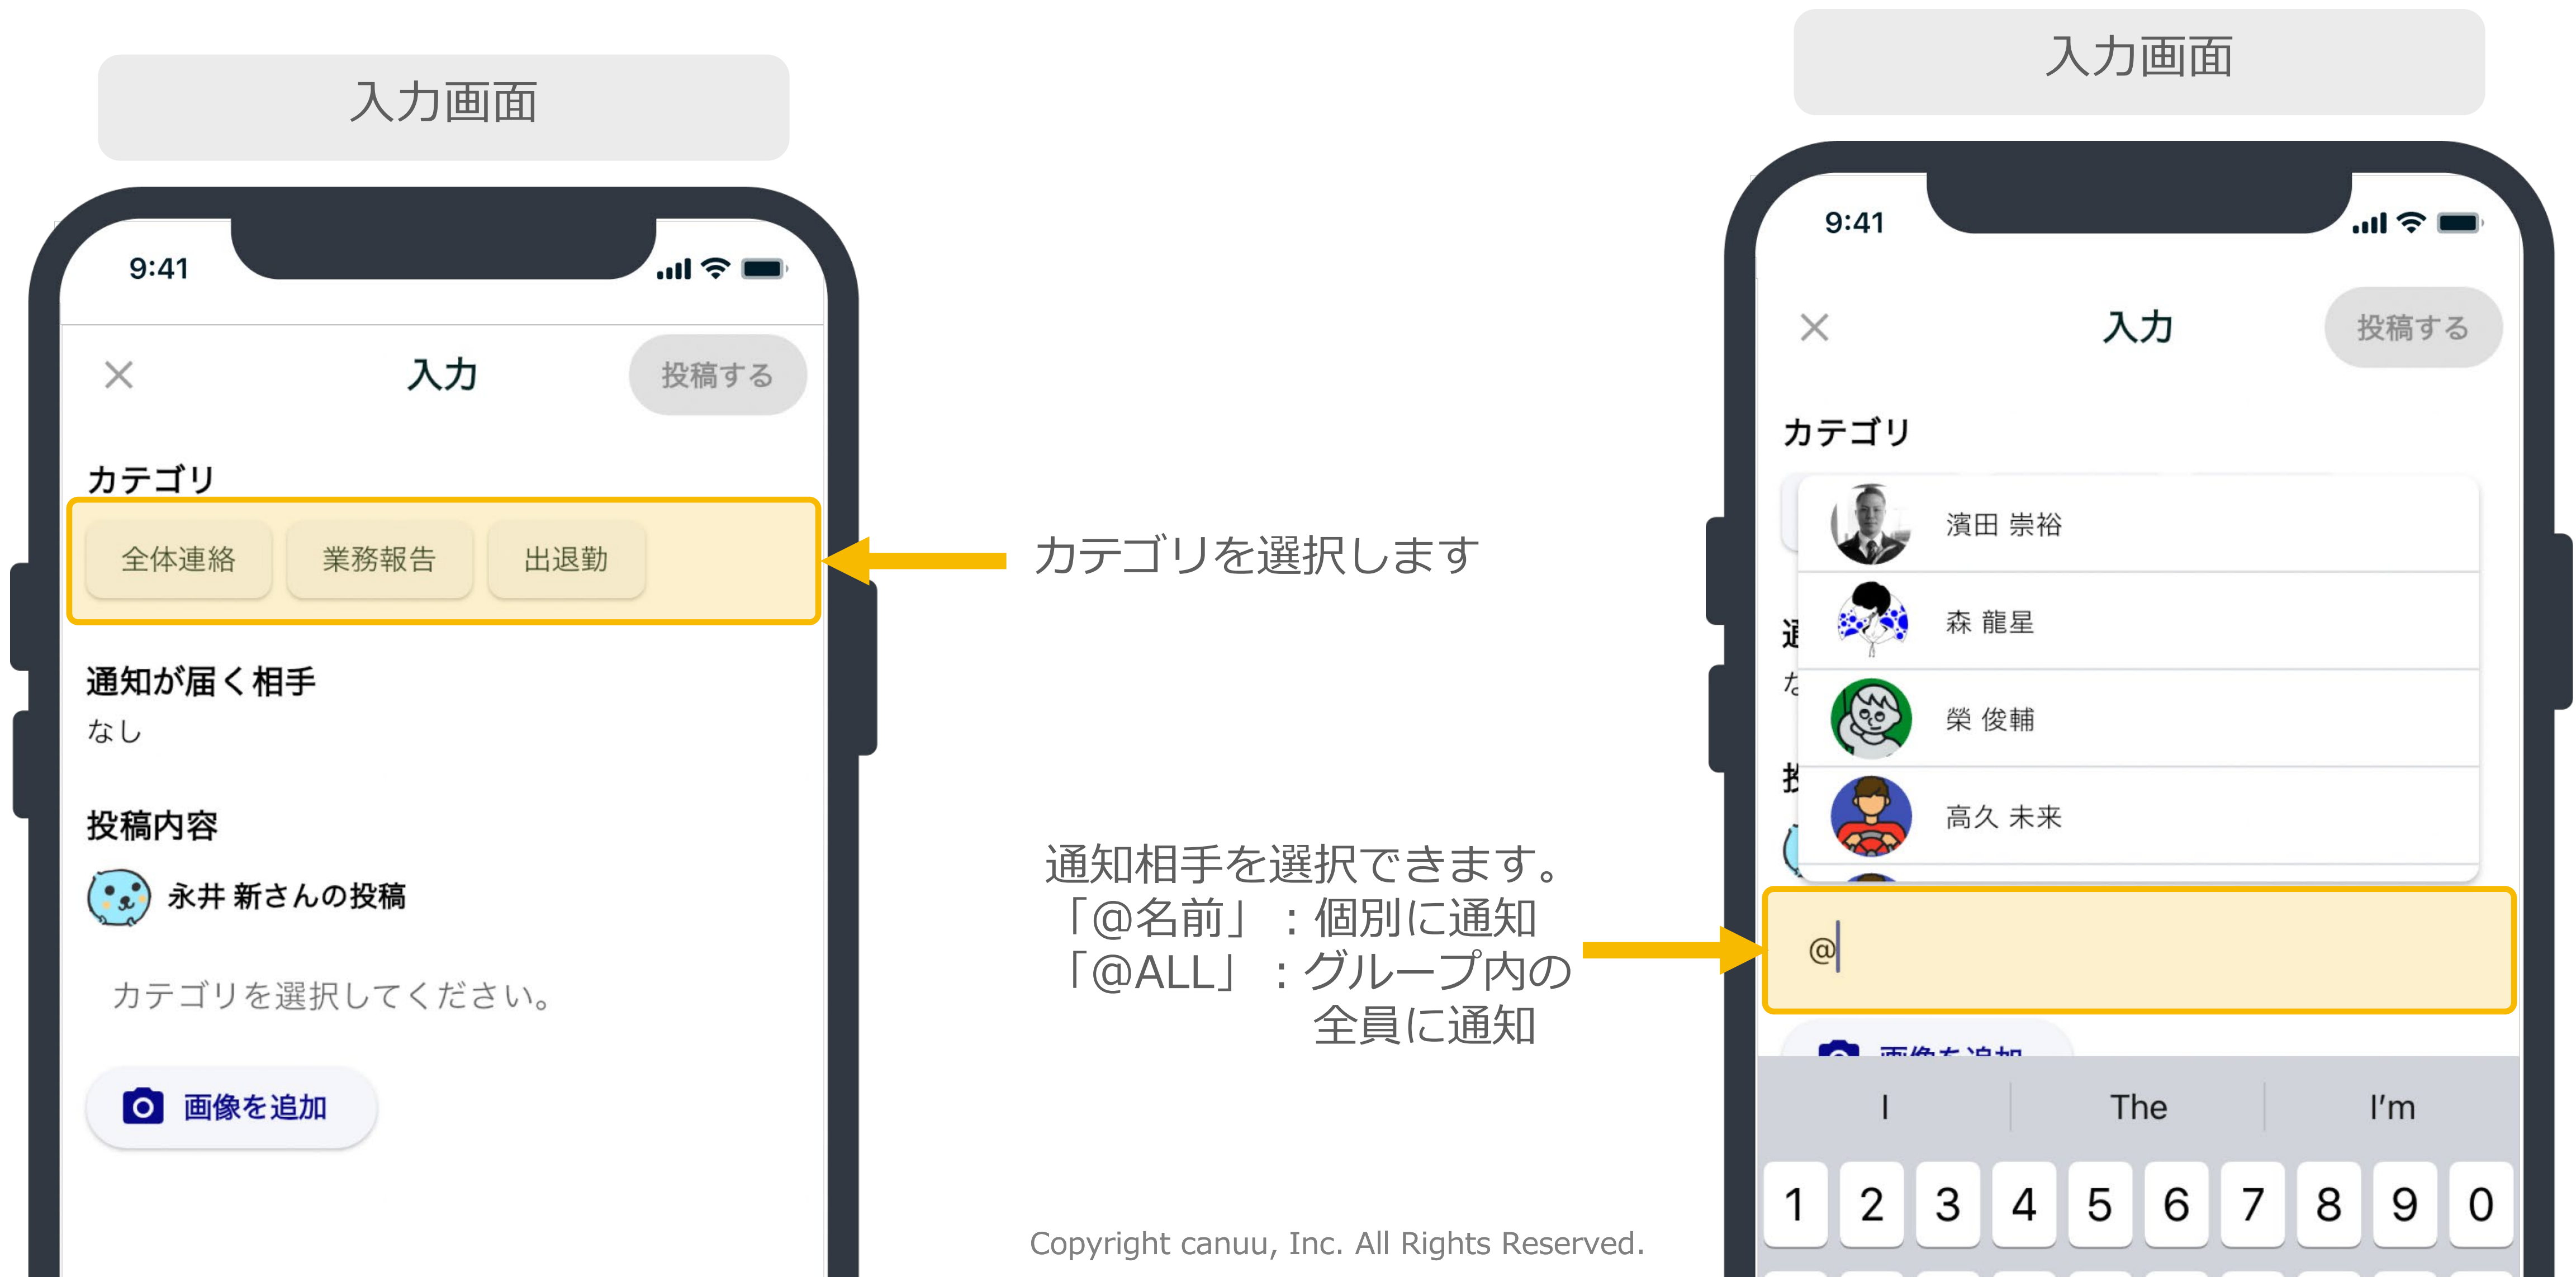 入力画面
9:41
入力
投稿する
カテゴリ
全体連絡
業務報告
出退勤
通知が届く相手
なし
投稿内容
永井 新さんの投稿
カテゴリを選択してください。
画像を追加
カテゴリを選択します
通知相手を選択できます。
「@名前」：個別に通知
「@ALL」：グループ内の
全員に通知
Copyright canuu, Inc. All Rights Reserved.
入力画面
9:41
入力
投稿する
カテゴリ
濱田 崇裕
森 龍星
榮 俊輔
高久 未来
@
画像を追加
I The I'm
1 2 3 4 5 6 7 8 9 0